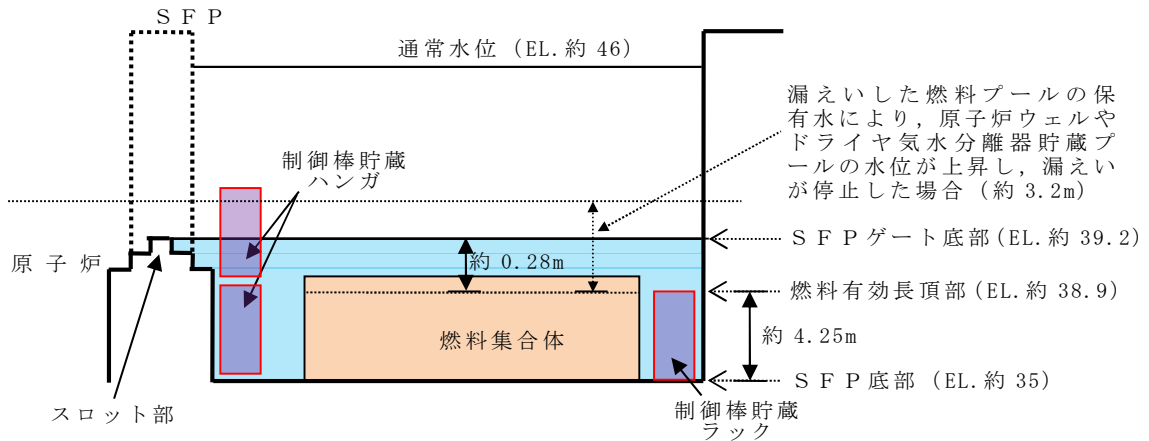 ＳＦＰ
通常水位（EL.約 46）
漏えいした燃料プールの保
有水により，原子炉ウェルや
ドライヤ気水分離器貯蔵プ
ールの水位が上昇し，漏えい
が停止した場合（約 3.2m）
制御棒貯蔵
ハンガ
ＳＦＰゲート底部(EL.約 39.2)
原子炉
約 0.28m
燃料有効長頂部(EL.約 38.9)
燃料集合体
約 4.25m
ＳＦＰ底部（EL.約 35)
スロット部
制御棒貯蔵
ラック